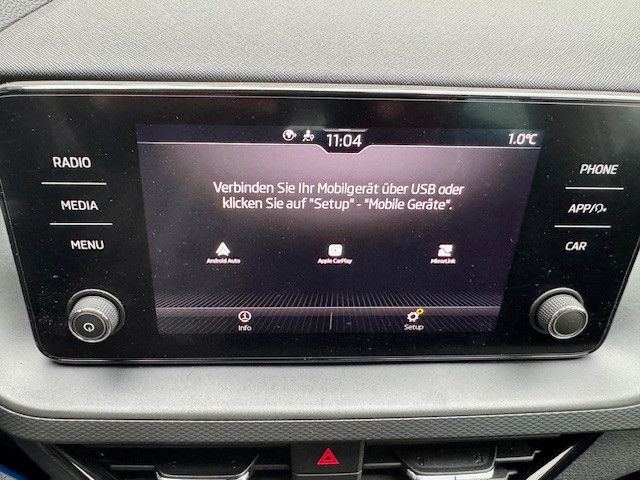 11:04
1.0°C
RADIO
MEDIA
MENU
Verbinden Sie Ihr Mobilgerät über USB oder
klicken Sie auf "Setup" - "Mobile Geräte".
Android Auto
Apple CarPlay
MirrorLink
Info
Setup
PHONE
APP/
CAR